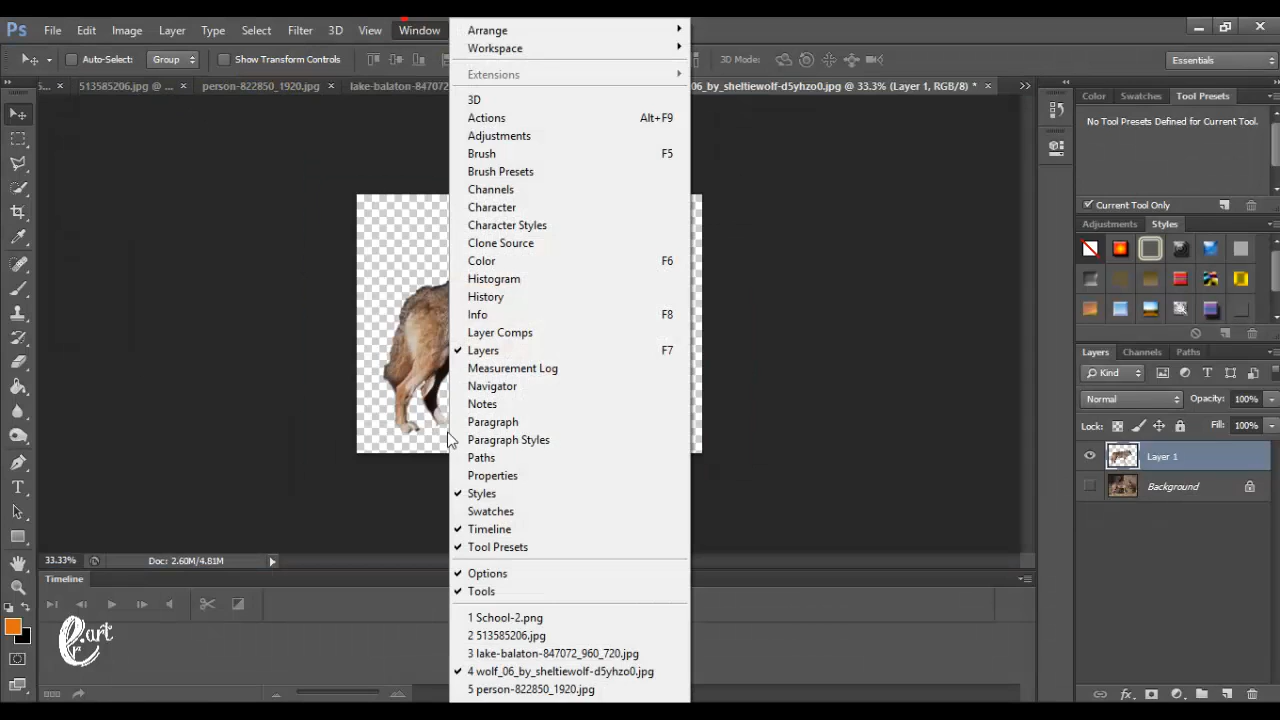 Ps File Edit Image Layer Type Select Filter 3D View Window
Auto-Select: Group Show Transform Controls 3D Mode: Essentials
5... 513585206.jpg @ ... person-822850_1920.jpg lake-balaton-847072 06_by_sheltiewolf-d5yhzo0.jpg @ 33.3% (Layer 1, RGB/8) *
Arrange
Workspace
Extensions
3D
Actions Alt+F9
Adjustments
Brush F5
Brush Presets
Channels
Character
Character Styles
Clone Source
Color F6
Histogram
History
Info F8
Layer Comps
Layers F7
Measurement Log
Navigator
Notes
Paragraph
Paragraph Styles
Paths
Properties
Styles
Swatches
Timeline
Tool Presets
Options
Tools
1 School-2.png
2 513585206.jpg
3 lake-balaton-847072_960_720.jpg
4 wolf_06_by_sheltiewolf-d5yhzo0.jpg
5 person-822850_1920.jpg
Color Swatches Tool Presets
No Tool Presets Defined for Current Tool.
Current Tool Only
Adjustments Styles
Layers Channels Paths
Kind
Normal Opacity: 100%
Lock: Fill: 100%
Layer 1
Background
33.33% Doc: 2.60M/4.81M
Timeline
art